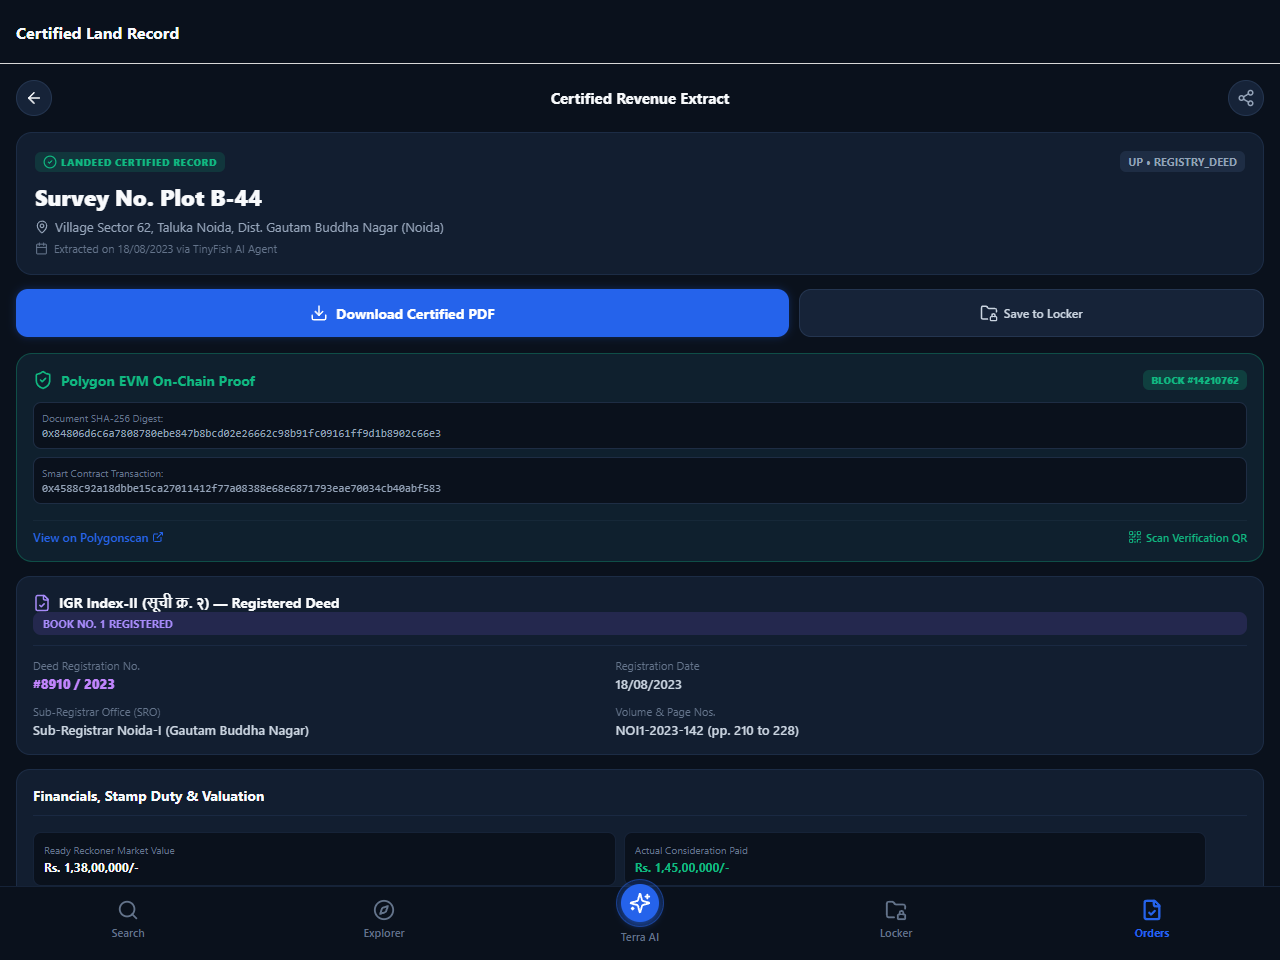 Certified Land Record
Certified Revenue Extract
LANDEED CERTIFIED RECORD
UP • REGISTRY_DEED
Survey No. Plot B-44
Village Sector 62, Taluka Noida, Dist. Gautam Buddha Nagar (Noida)
Extracted on 18/08/2023 via TinyFish AI Agent
Download Certified PDF
Save to Locker
Polygon EVM On-Chain Proof
BLOCK #14210762
Document SHA-256 Digest:
0x84806d6c6a7808780ebe847b8bcd02e26662c98b91fc09161ff9d1b8902c66e3
Smart Contract Transaction:
0x4588c92a18dbbe15ca27011412f77a08388e68e6871793eae70034cb40abf583
View on Polygonscan
Scan Verification QR
IGR Index-II (सूची क्र. २) — Registered Deed
BOOK NO. 1 REGISTERED
Deed Registration No.
Registration Date
#8910 / 2023
18/08/2023
Sub-Registrar Office (SRO)
Volume & Page Nos.
Sub-Registrar Noida-I (Gautam Buddha Nagar)
NOI1-2023-142 (pp. 210 to 228)
Financials, Stamp Duty & Valuation
Ready Reckoner Market Value
Actual Consideration Paid
Rs. 1,38,00,000/-
Rs. 1,45,00,000/-
Search
Explorer
Terra AI
Locker
Orders